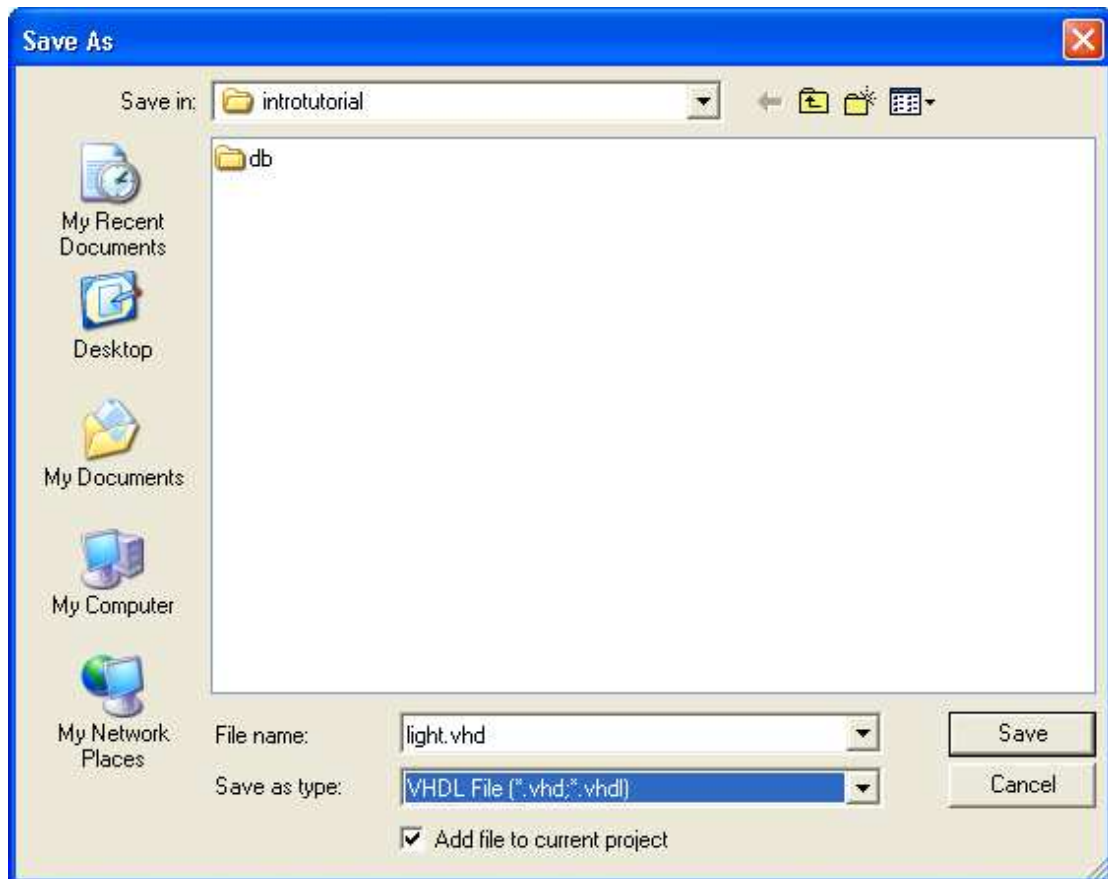 Save As
Save in:
introtutorial
db
My Recent
Documents
Desktop
My Documents
My Computer
My Network
Places
File name:
light.vhd
Save
Save as type:
VHDL File (*.vhd;*.vhdl)
Cancel
Add file to current project